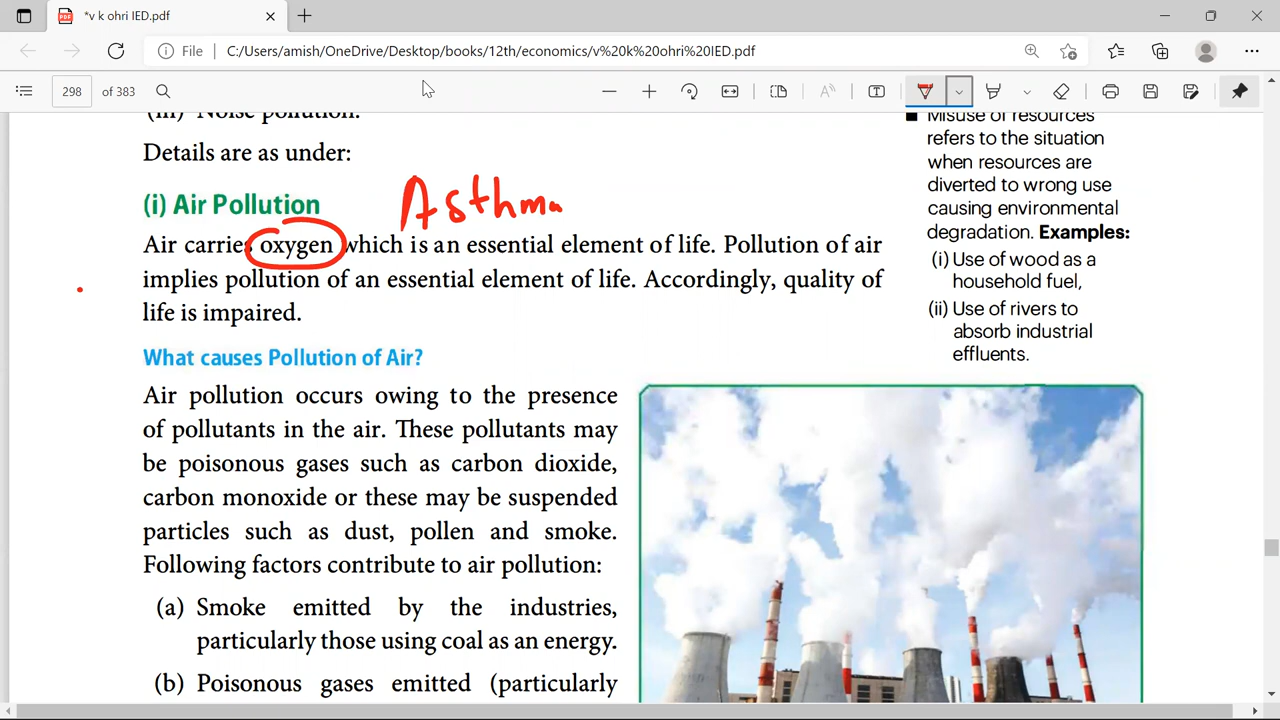 *v k ohri IED.pdf
File C:/Users/amish/OneDrive/Desktop/books/12th/economics/v%20k%20ohri%20IED.pdf
298 of 383
(iii) Noise pollution.
Details are as under:
(i) Air Pollution
Asthma
Air carries oxygen which is an essential element of life. Pollution of air
implies pollution of an essential element of life. Accordingly, quality of
life is impaired.
What causes Pollution of Air?
Air pollution occurs owing to the presence
of pollutants in the air. These pollutants may
be poisonous gases such as carbon dioxide,
carbon monoxide or these may be suspended
particles such as dust, pollen and smoke.
Following factors contribute to air pollution:
(a) Smoke emitted by the industries,
particularly those using coal as an energy.
(b) Poisonous gases emitted (particularly
■ Misuse of resources
refers to the situation
when resources are
diverted to wrong use
causing environmental
degradation. Examples:
(i) Use of wood as a
household fuel,
(ii) Use of rivers to
absorb industrial
effluents.